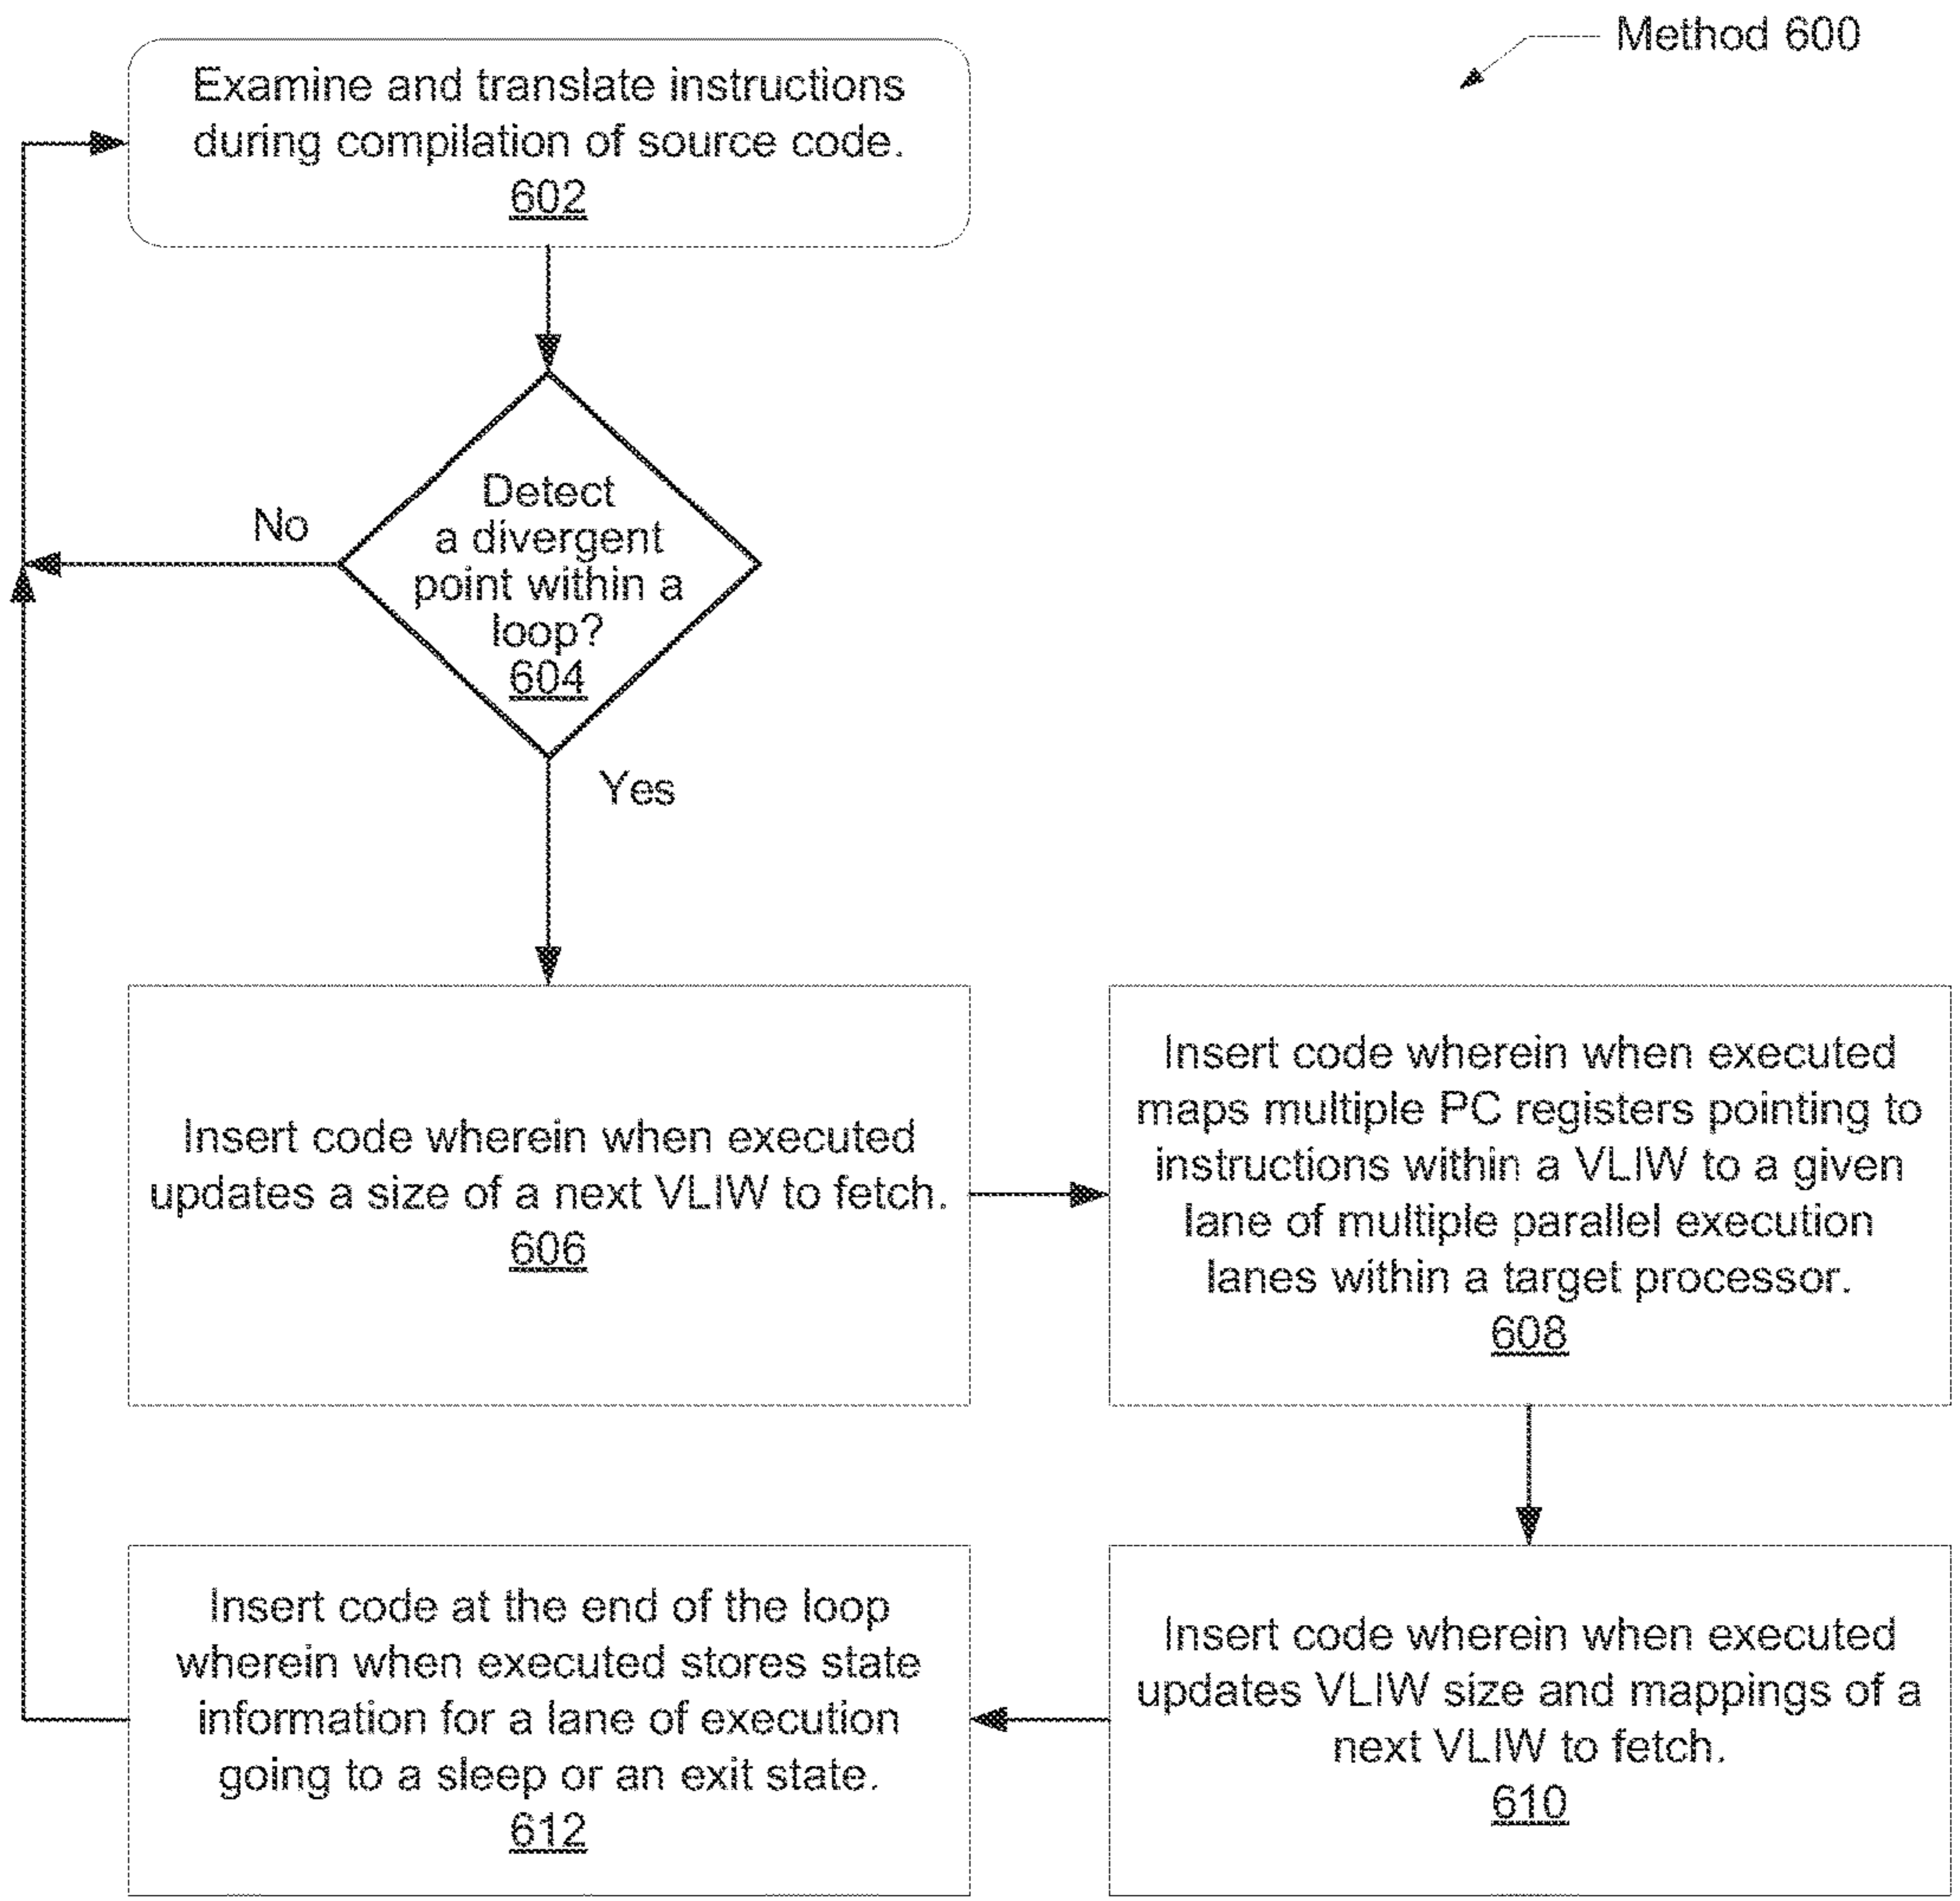 Method 600
Examine and translate instructions
during compilation of source code.
602
Detect
a divergent
point within a
loop?
604
No
Yes
Insert code wherein when executed
updates a size of a next VLIW to fetch.
606
Insert code wherein when executed
maps multiple PC registers pointing to
instructions within a VLIW to a given
lane of multiple parallel execution
lanes within a target processor.
608
Insert code wherein when executed
updates VLIW size and mappings of a
next VLIW to fetch.
610
Insert code at the end of the loop
wherein when executed stores state
information for a lane of execution
going to a sleep or an exit state.
612